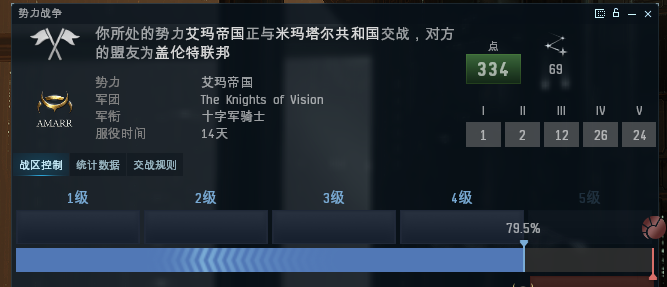 势力战争
你所处的势力艾玛帝国正与米玛塔尔共和国交战，对方
的盟友为盖伦特联邦
点
334
69
势力 艾玛帝国
军团 The Knights of Vision
军衔 十字军骑士
服役时间 14天
AMARR
I II III IV V
1 2 12 26 24
战区控制 统计数据 交战规则
1级 2级 3级 4级 5级
79.5%